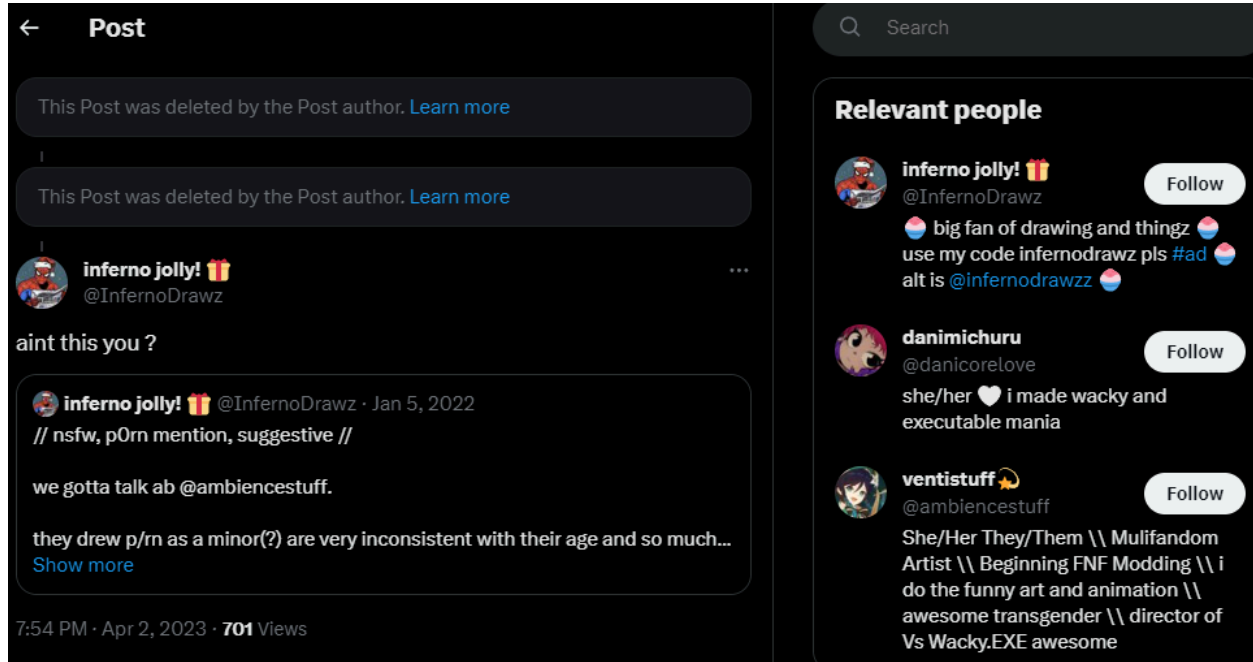 ← Post
This Post was deleted by the Post author. Learn more
This Post was deleted by the Post author. Learn more
inferno jolly! 🎁
@InfernoDrawz
aint this you ?
inferno jolly! 🎁 @InfernoDrawz · Jan 5, 2022
// nsfw, p0rn mention, suggestive //
we gotta talk ab @ambiencestuff.
they drew p/rn as a minor(?) are very inconsistent with their age and so much...
Show more
7:54 PM · Apr 2, 2023 · 701 Views
Search
Relevant people
inferno jolly! 🎁
@InfernoDrawz
Follow
🍧 big fan of drawing and thingz 🍧
use my code infernodrawz pls #ad 🍧
alt is @infernodrawzz 🍧
danimichuru
@danicorelove
Follow
she/her 🤍 i made wacky and
executable mania
ventistuff💫
@ambiencestuff
Follow
She/Her They/Them \\ Mulifandom
Artist \\ Beginning FNF Modding \\ i
do the funny art and animation \\
awesome transgender \\ director of
Vs Wacky.EXE awesome